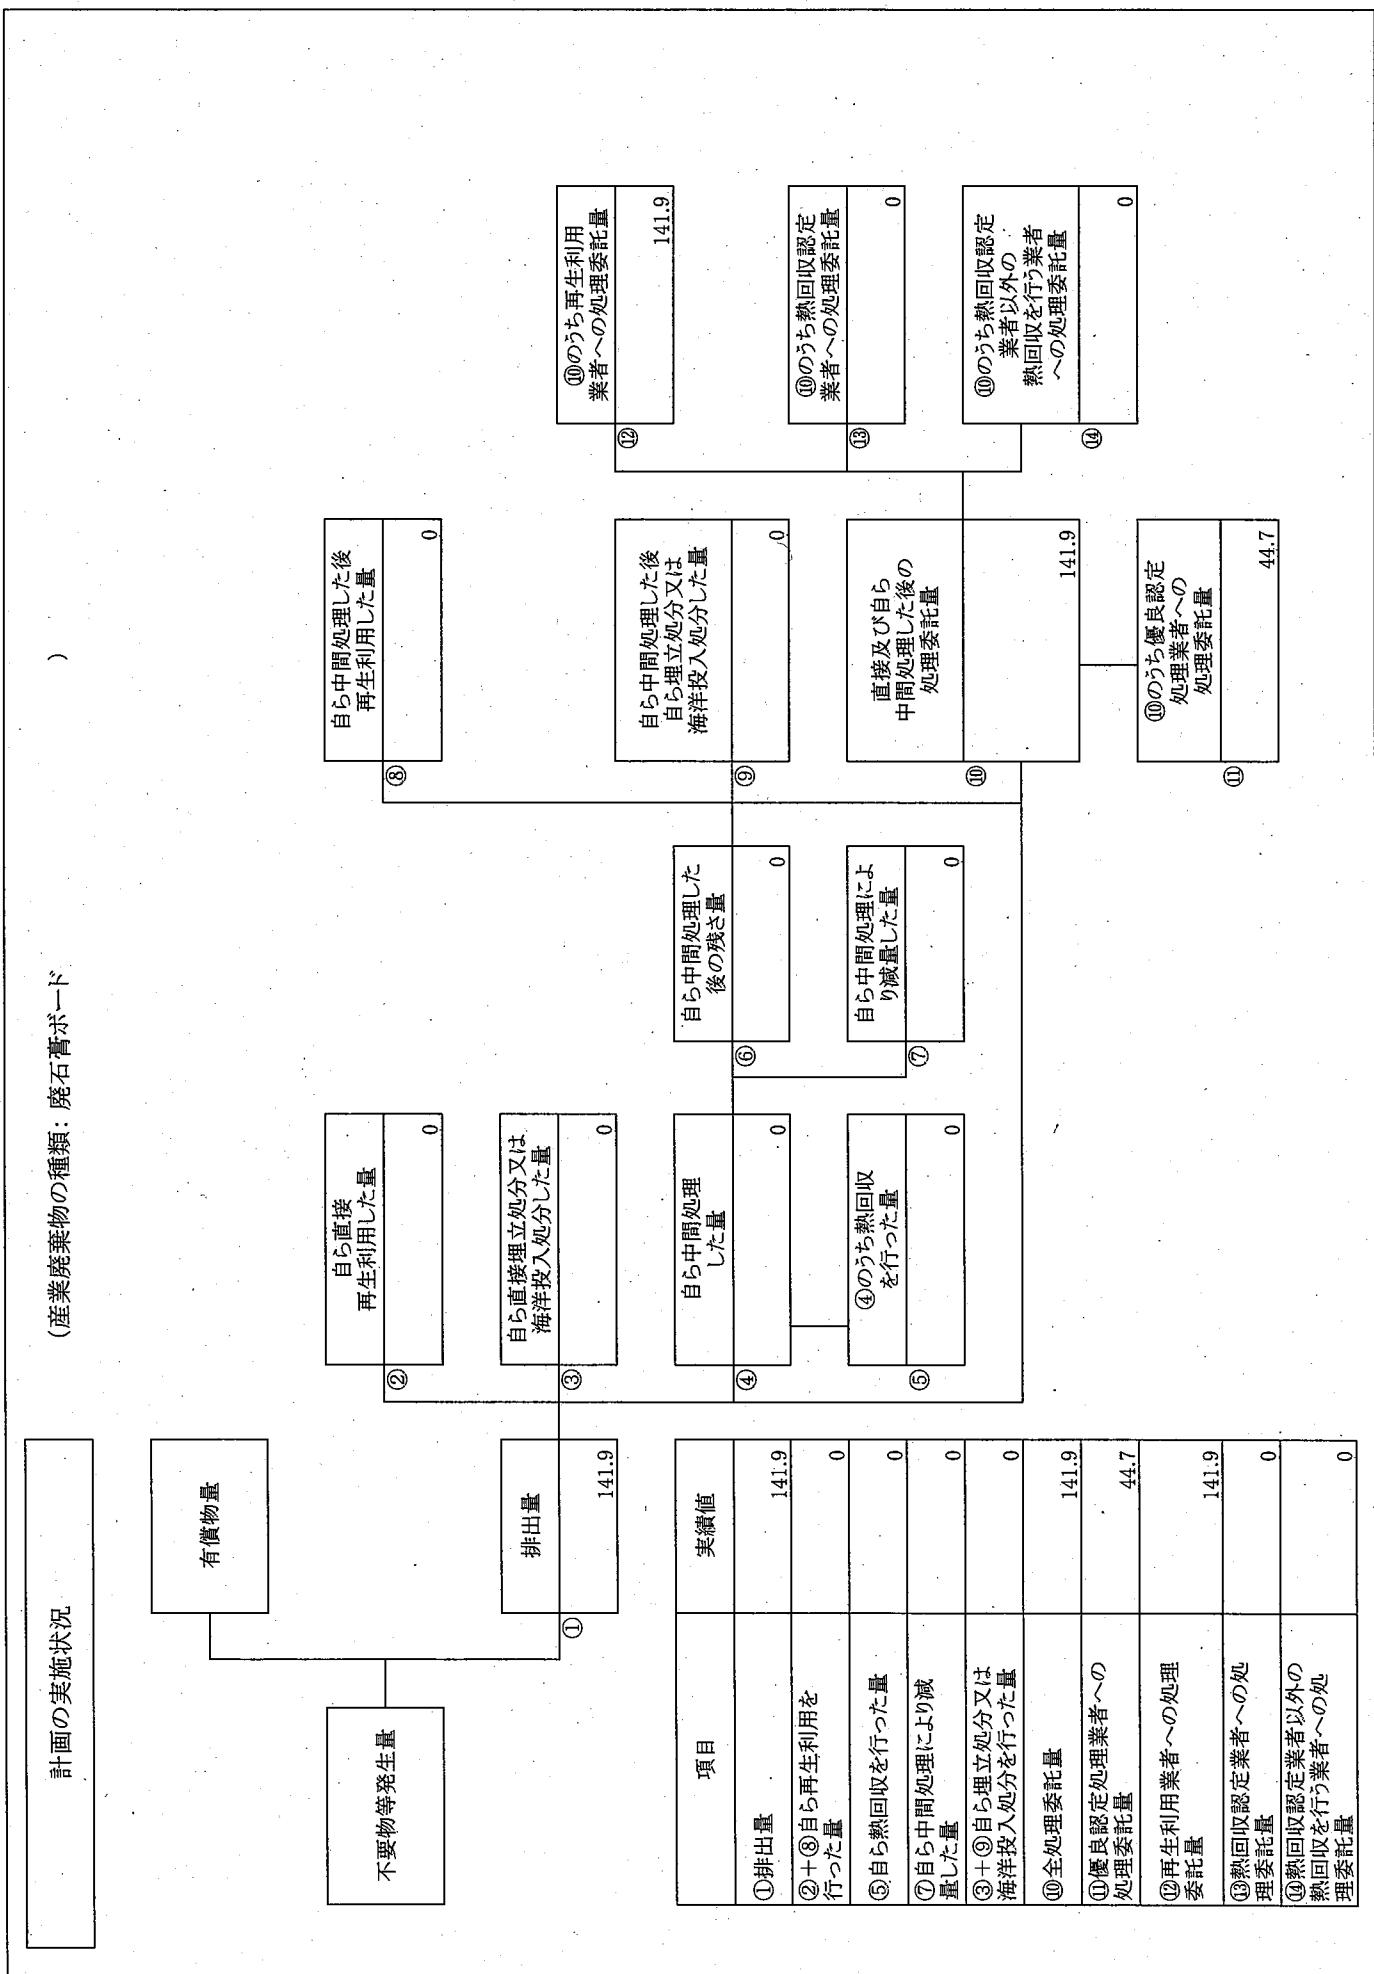 計画の実施状況
(産業廃棄物の種類：廃石膏ボード
)
不要物等発生量
有償物量
排出量
①
141.9
自ら直接
再生利用した量
②
0
自ら直接埋立処分又は
海洋投入処分した量
③
0
自ら中間処理
した量
④
0
④のうち熱回収
を行った量
⑤
0
自ら中間処理した
後の残さ量
⑥
0
自ら中間処理によ
り減量した量
⑦
0
自ら中間処理した後
再生利用した量
⑧
0
自ら中間処理した後
自ら埋立処分又は
海洋投入処分した量
⑨
0
直接及び自ら
中間処理した後の
処理委託量
⑩
141.9
⑩のうち優良認定
処理業者への
処理委託量
⑪
44.7
⑩のうち再生利用
業者への処理委託量
⑫
141.9
⑩のうち熱回収認定
業者への処理委託量
⑬
0
⑩のうち熱回収認定
業者以外の
熱回収を行う業者
への処理委託量
⑭
0
項目
実績値
①排出量
141.9
②＋⑧自ら再生利用を
行った量
0
⑤自ら熱回収を行った量
0
⑦自ら中間処理により減
量した量
0
③＋⑨自ら埋立処分又は
海洋投入処分を行った量
0
⑩全処理委託量
141.9
⑪優良認定処理業者への
処理委託量
44.7
⑫再生利用業者への処理
委託量
141.9
⑬熱回収認定業者への処
理委託量
0
⑭熱回収認定業者以外の
熱回収を行う業者への処
理委託量
0